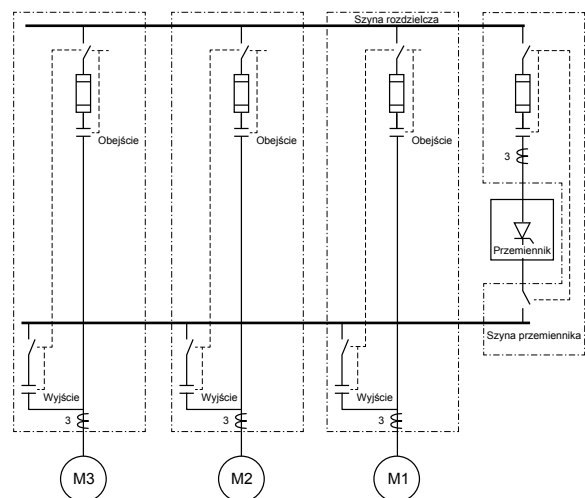 Szyna rozdzielcza
Obejście
Obejście
Obejście
3
Przemiennik
Szyna przemiennika
Wyjście
Wyjście
Wyjście
3
3
3
M3
M2
M1